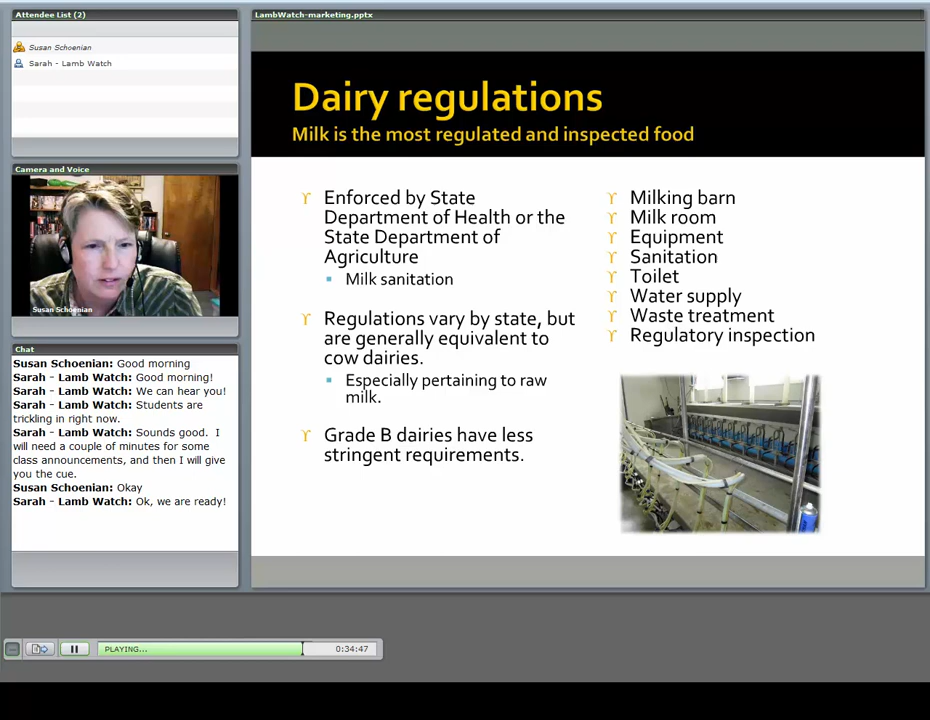 Attendee List (2)
Susan Schoenian
Sarah - Lamb Watch
Camera and Voice
Susan Schoenian
Chat
Susan Schoenian: Good morning
Sarah - Lamb Watch: Good morning!
Sarah - Lamb Watch: We can hear you!
Sarah - Lamb Watch: Students are
trickling in right now.
Sarah - Lamb Watch: Sounds good.  I
will need a couple of minutes for some
class announcements, and then I will give
you the cue.
Susan Schoenian: Okay
Sarah - Lamb Watch: Ok, we are ready!
LambWatch-marketing.pptx
Dairy regulations
Milk is the most regulated and inspected food
Enforced by State
Department of Health or the
State Department of
Agriculture
Milk sanitation
Regulations vary by state, but
are generally equivalent to
cow dairies.
Especially pertaining to raw
milk.
Grade B dairies have less
stringent requirements.
Milking barn
Milk room
Equipment
Sanitation
Toilet
Water supply
Waste treatment
Regulatory inspection
PLAYING...
0:34:47